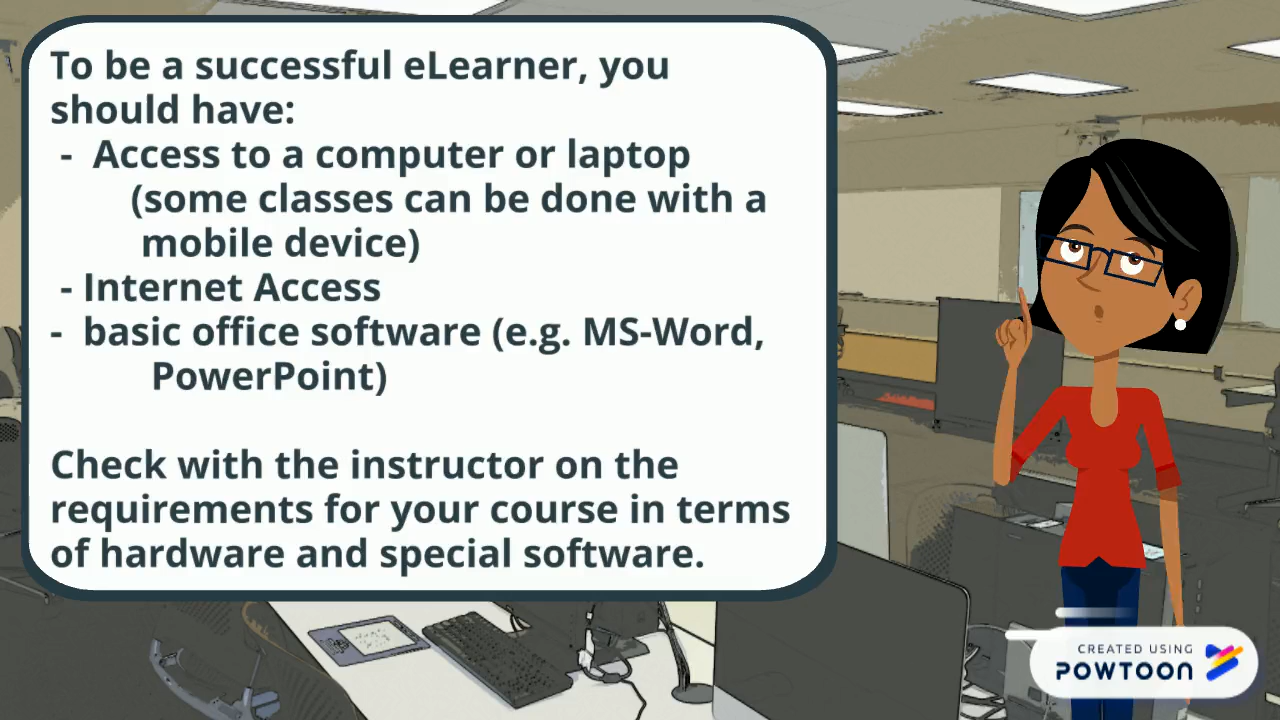 To be a successful eLearner, you
should have:
- Access to a computer or laptop
(some classes can be done with a
mobile device)
- Internet Access
- basic office software (e.g. MS-Word,
PowerPoint)
Check with the instructor on the
requirements for your course in terms
of hardware and special software.
CREATED USING
POWTOON